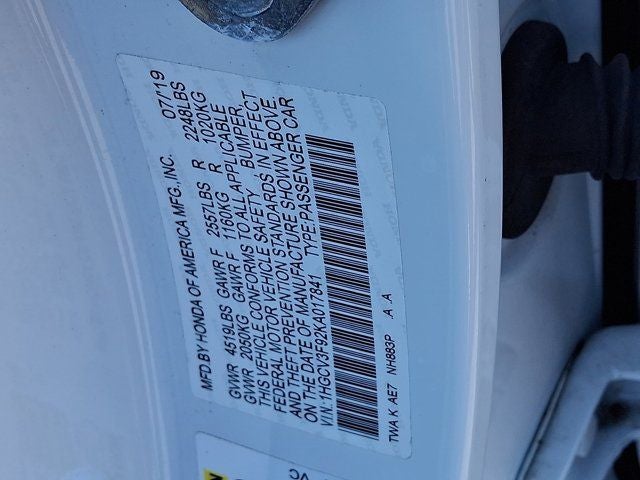 MFD.BY HONDA OF AMERICA MFG., INC. 07/19
GVWR 4519LBS GAWR F 2557LBS R 2248LBS
GVWR 2050KG GAWR F 1160KG R 1020KG
THIS VEHICLE CONFORMS TO ALL APPLICABLE
FEDERAL MOTOR VEHICLE SAFETY , BUMPER,
AND THEFT PREVENTION STANDARDS IN EFFECT
ON THE DATE OF MANUFACTURE SHOWN ABOVE.
V.I.N: 1HGCV3F92KA017841 TYPE:PASSENGER CAR
TWA K AE7 NH883P A A
VC